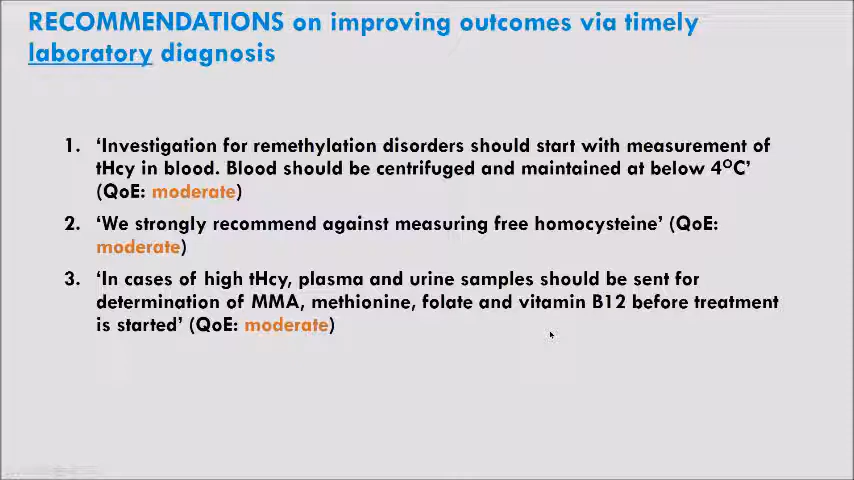 RECOMMENDATIONS on improving outcomes via timely
laboratory diagnosis
1. ‘Investigation for remethylation disorders should start with measurement of
tHcy in blood. Blood should be centrifuged and maintained at below 4ᴼC’
(QoE: moderate)
2. ‘We strongly recommend against measuring free homocysteine’ (QoE:
moderate)
3. ‘In cases of high tHcy, plasma and urine samples should be sent for
determination of MMA, methionine, folate and vitamin B12 before treatment
is started’ (QoE: moderate)